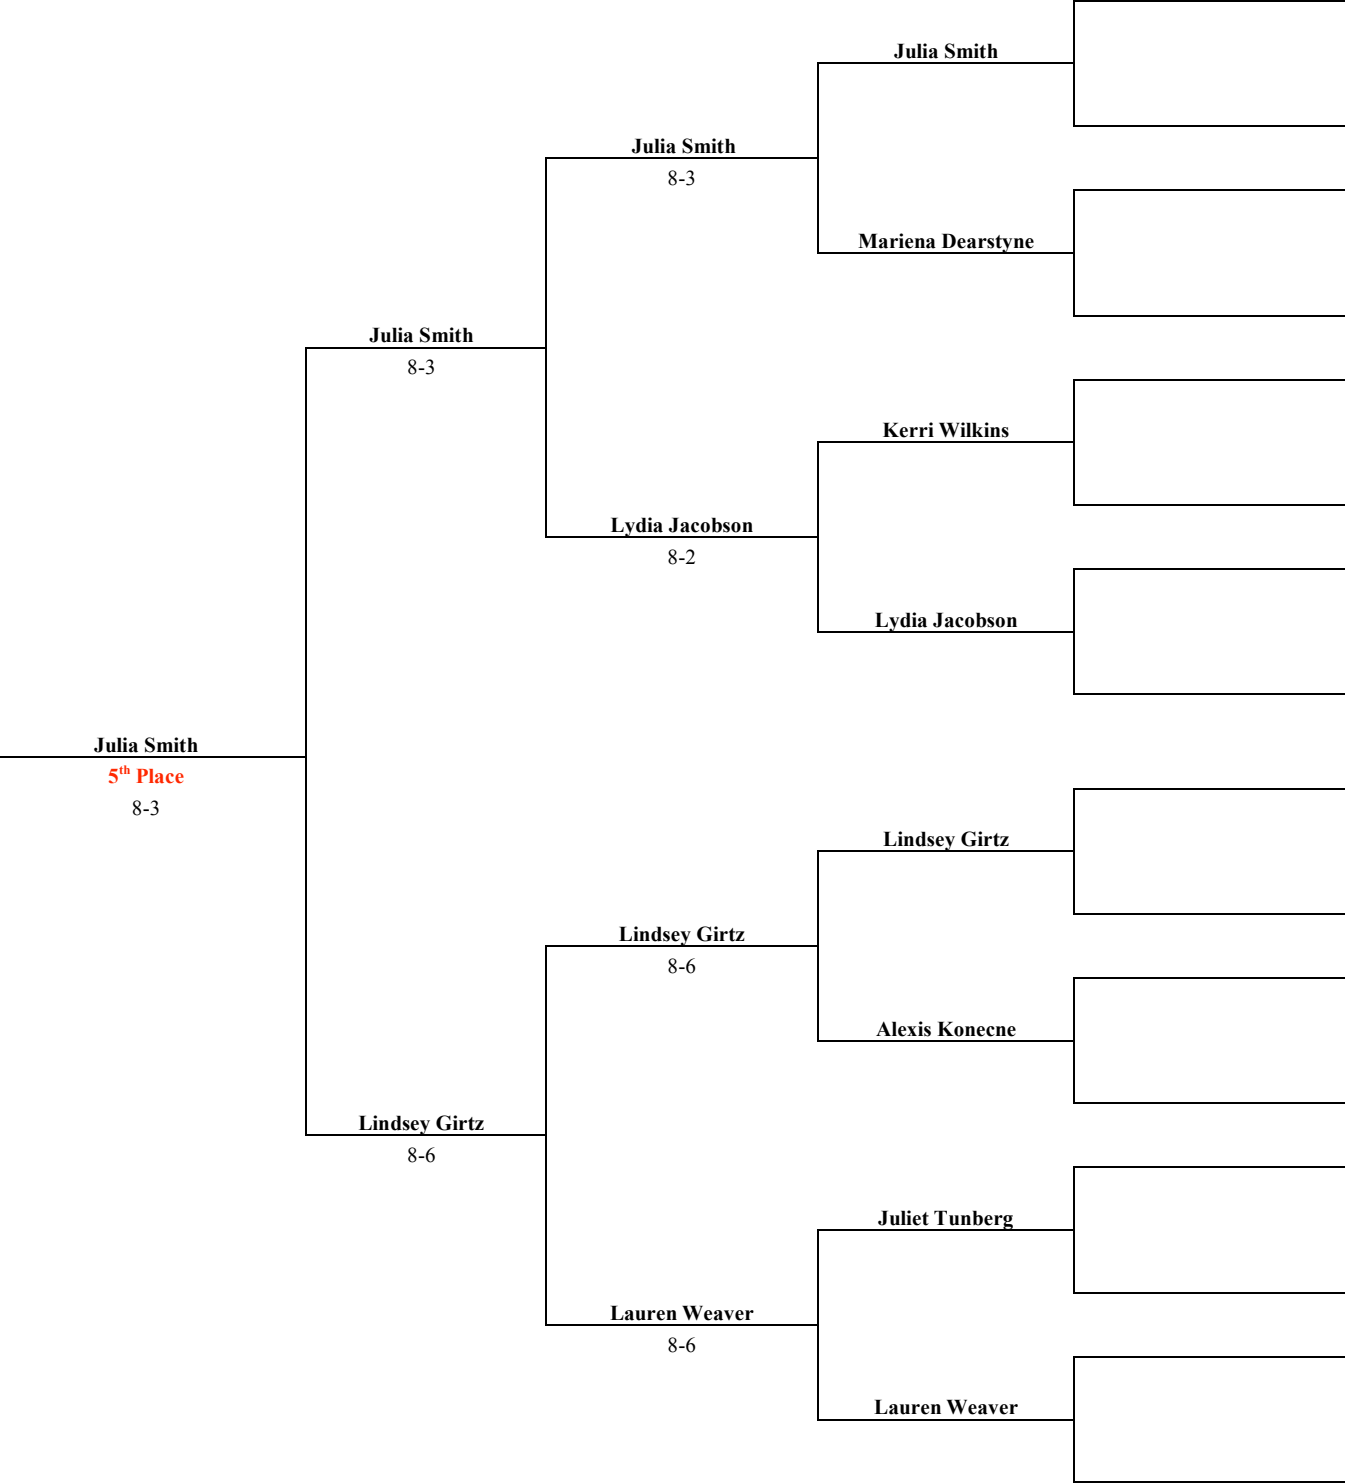 Julia Smith
Julia Smith
8-3
Mariena Dearstyne
Julia Smith
8-3
Kerri Wilkins
Lydia Jacobson
8-2
Lydia Jacobson
Julia Smith
5th Place
8-3
Lindsey Girtz
Lindsey Girtz
8-6
Alexis Konecne
Lindsey Girtz
8-6
Juliet Tunberg
Lauren Weaver
8-6
Lauren Weaver